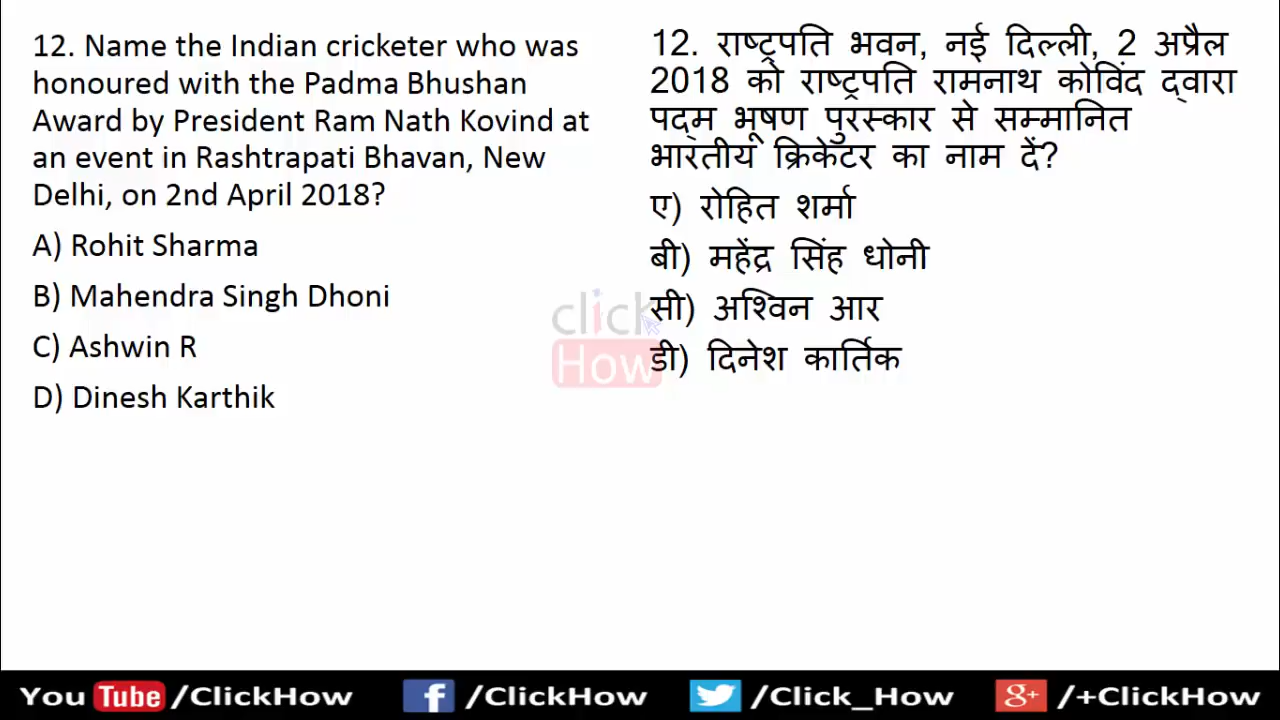 12. Name the Indian cricketer who was
honoured with the Padma Bhushan
Award by President Ram Nath Kovind at
an event in Rashtrapati Bhavan, New
Delhi, on 2nd April 2018?
A) Rohit Sharma
B) Mahendra Singh Dhoni
C) Ashwin R
D) Dinesh Karthik
12. राष्ट्रपति भवन, नई दिल्ली, 2 अप्रैल
2018 को राष्ट्रपति रामनाथ कोविंद द्वारा
पद्म भूषण पुरस्कार से सम्मानित
भारतीय क्रिकेटर का नाम दें?
ए) रोहित शर्मा
बी) महेंद्र सिंह धोनी
सी) अश्विन आर
डी) दिनेश कार्तिक
click
How
You Tube /ClickHow
f /ClickHow
/Click_How
g+ /+ClickHow